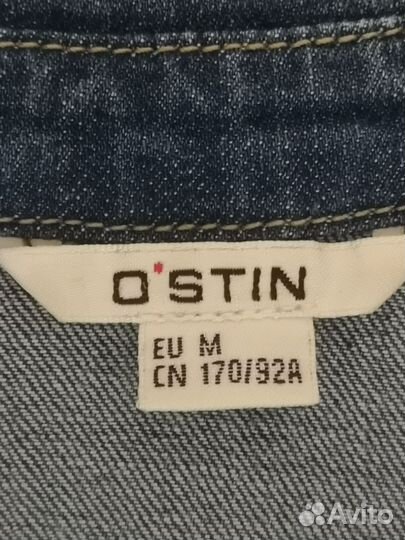 O'STIN
EU M
CN 170/92A
Avito